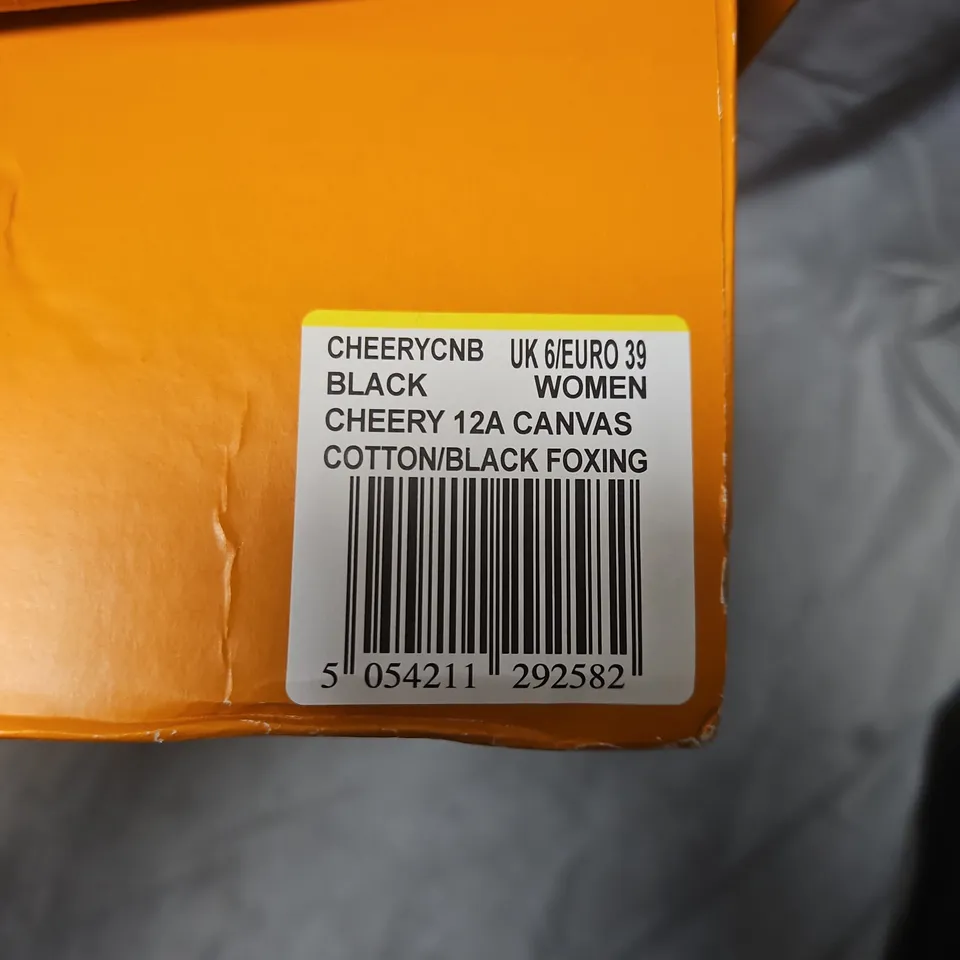 CHEERYCNB UK 6/EURO 39
BLACK WOMEN
CHEERY 12A CANVAS
COTTON/BLACK FOXING
5 054211 292582